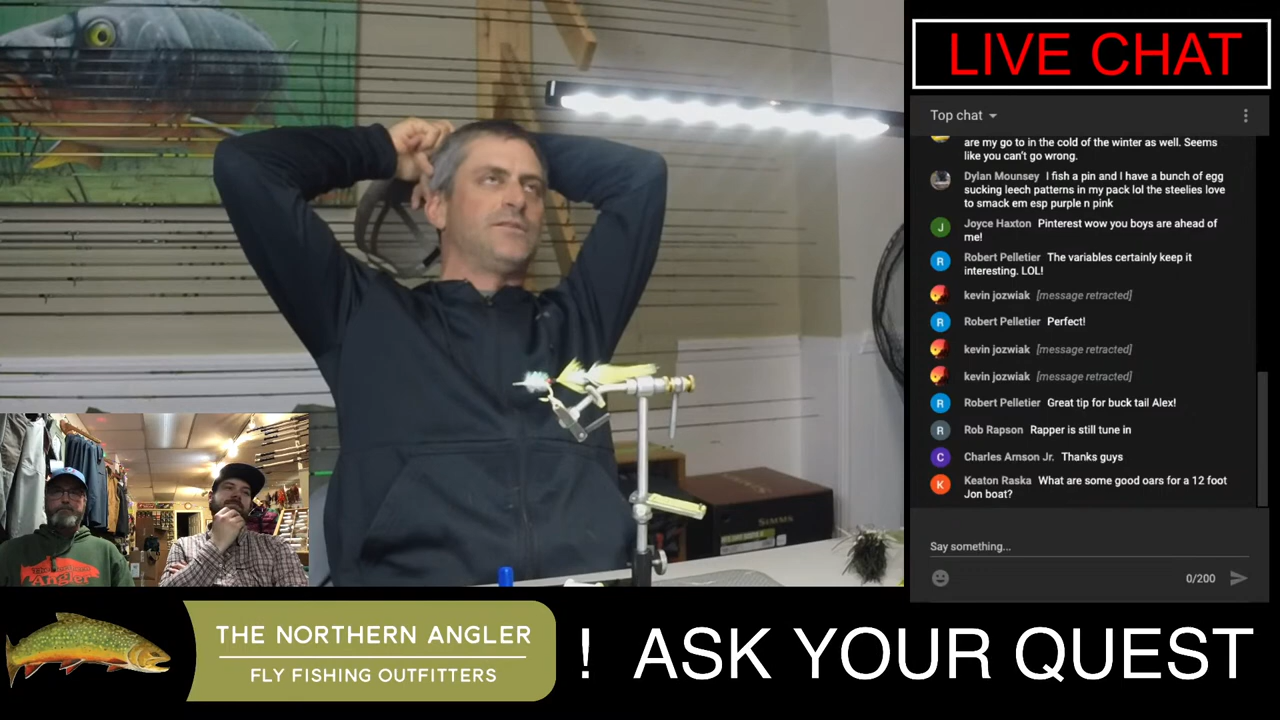 LIVE CHAT
Top chat
are my go to in the cold of the winter as well. Seems
like you can't go wrong.
Dylan Mounsey I fish a pin and I have a bunch of egg
sucking leech patterns in my pack lol the steelies love
to smack em esp purple n pink
J
Joyce Haxton Pinterest wow you boys are ahead of
me!
R
Robert Pelletier The variables certainly keep it
interesting. LOL!
kevin jozwiak [message retracted]
R Robert Pelletier Perfect!
kevin jozwiak [message retracted]
kevin jozwiak [message retracted]
R Robert Pelletier Great tip for buck tail Alex!
R Rob Rapson Rapper is still tune in
C Charles Amson Jr. Thanks guys
K Keaton Raska What are some good oars for a 12 foot
Jon boat?
Say something...
0/200
SIMMS
Angler
THE NORTHERN ANGLER
FLY FISHING OUTFITTERS
! ASK YOUR QUEST